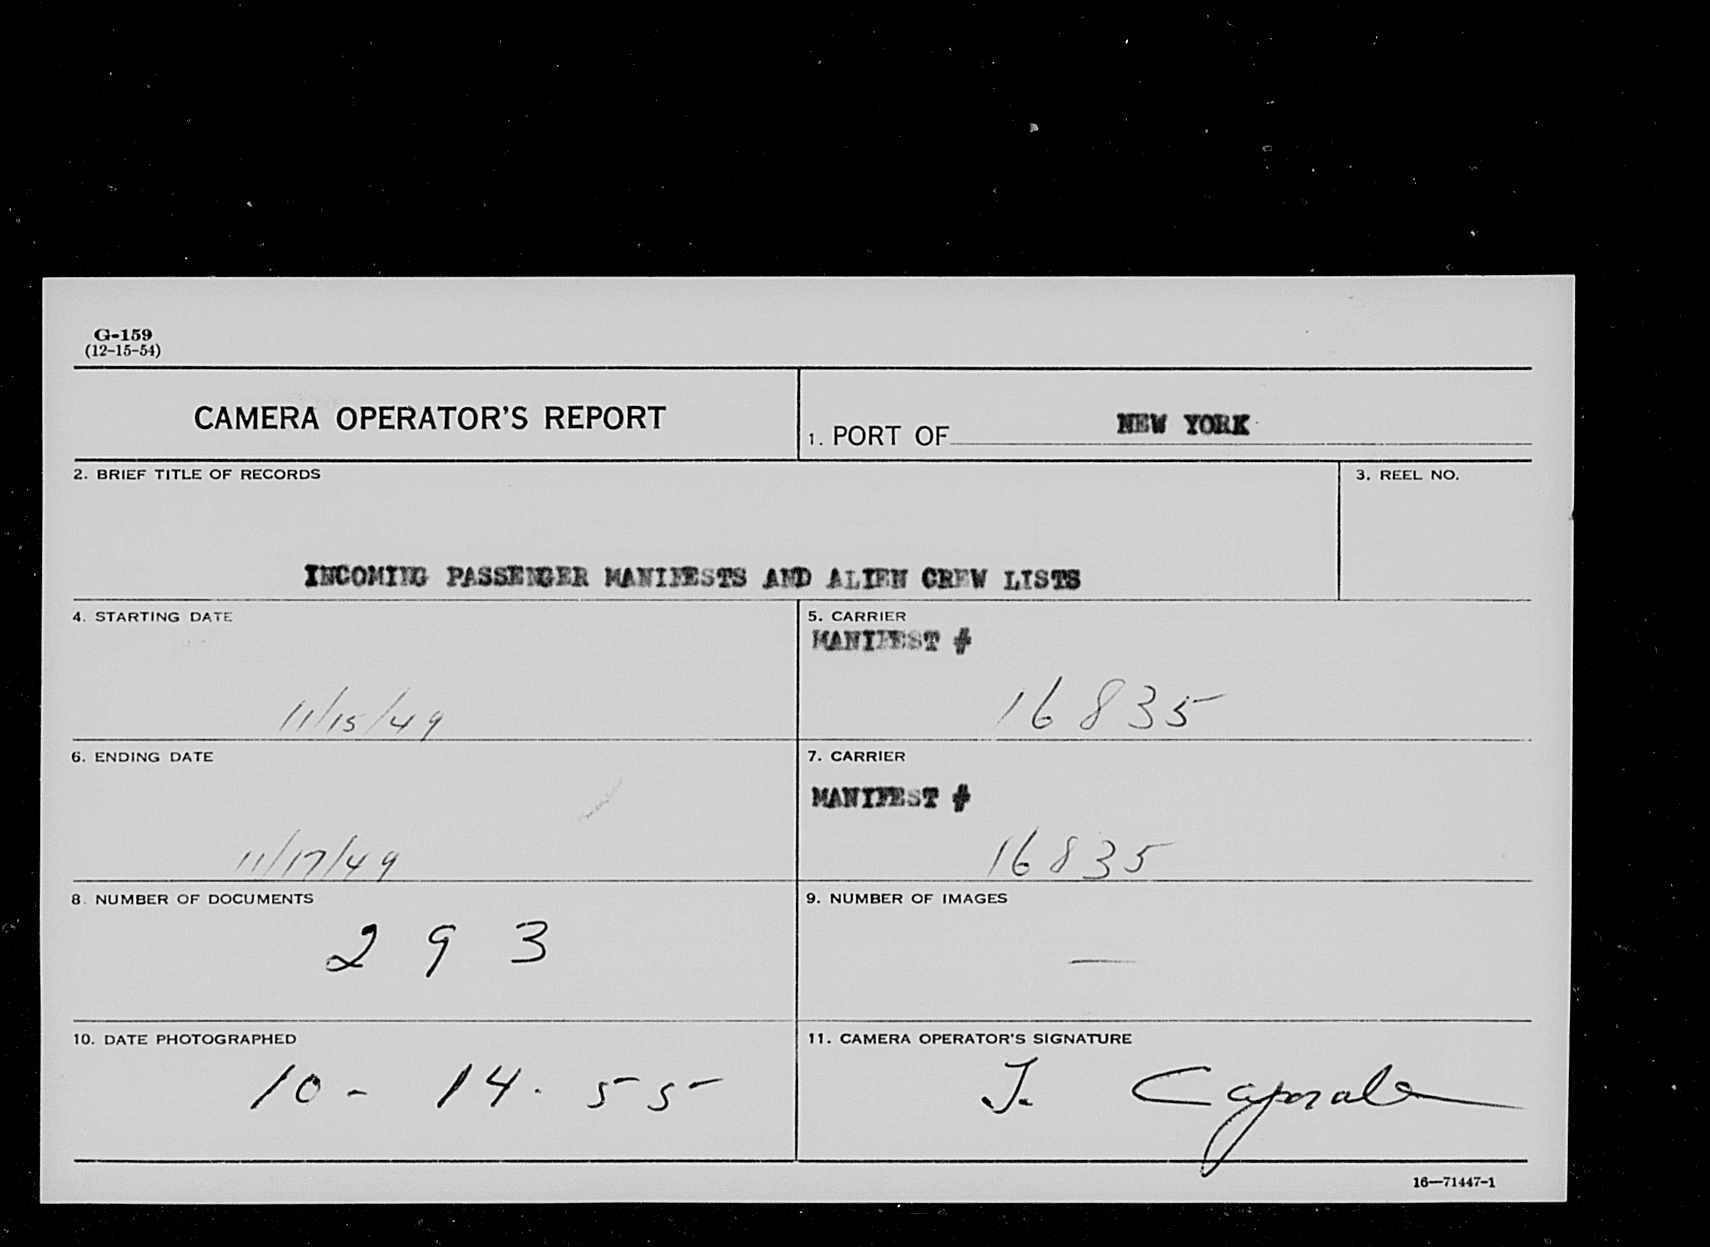 G-159
(12-15-54)
CAMERA OPERATOR'S REPORT
1. PORT OF NEW YORK
2. BRIEF TITLE OF RECORDS
3. REEL NO.
INCOMING PASSENGER MANIFESTS AND ALIEN CREW LISTS
4. STARTING DATE
11/15/49
5. CARRIER
MANIFEST #
16835
6. ENDING DATE
11/17/49
7. CARRIER
MANIFEST #
16835
8. NUMBER OF DOCUMENTS
293
9. NUMBER OF IMAGES
—
10. DATE PHOTOGRAPHED
10-14-55
11. CAMERA OPERATOR'S SIGNATURE
J. Caporale
16—71447-1